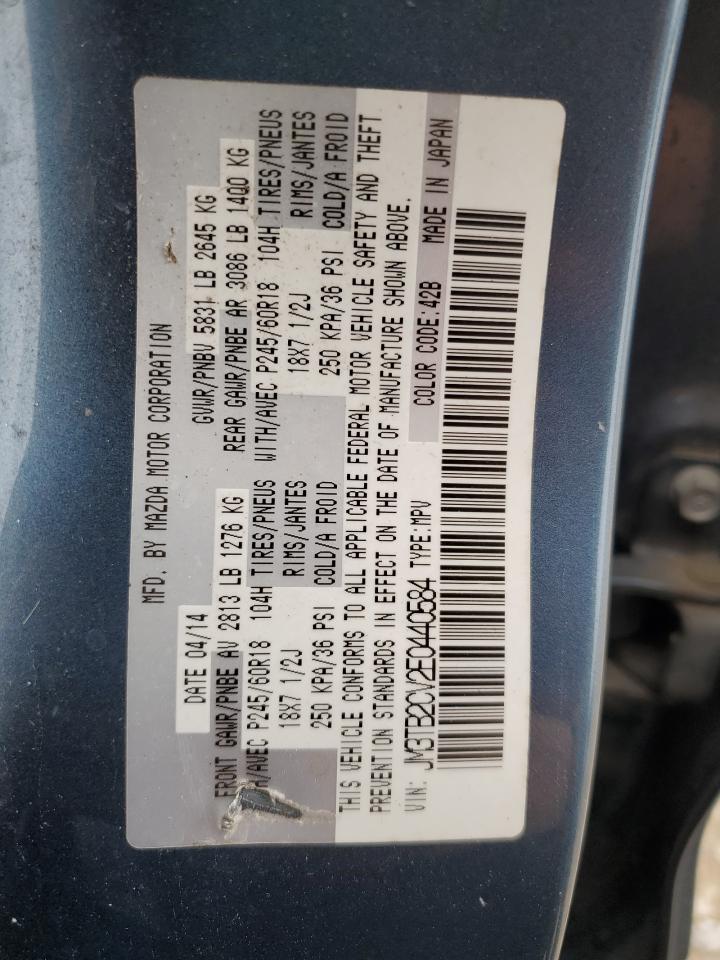 MFD. BY MAZDA MOTOR CORPORATION
DATE 04/14 GVWR/PNBV 5831 LB 2645 KG
FRONT GAWR/PNBE AV 2813 LB 1276 KG REAR GAWR/PNBE AR 3086 LB 1400 KG
/AVEC P245/60R18 104H TIRES/PNEUS WITH/AVEC P245/60R18 104H TIRES/PNEUS
18X7 1/2J RIMS/JANTES 18X7 1/2J RIMS/JANTES
250 KPA/36 PSI COLD/A FROID 250 KPA/36 PSI COLD/A FROID
THIS VEHICLE CONFORMS TO ALL APPLICABLE FEDERAL MOTOR VEHICLE SAFETY AND THEFT
PREVENTION STANDARDS IN EFFECT ON THE DATE OF MANUFACTURE SHOWN ABOVE.
VIN: JM3TB2CV2E0440584 TYPE:MPV COLOR CODE:42B MADE IN JAPAN